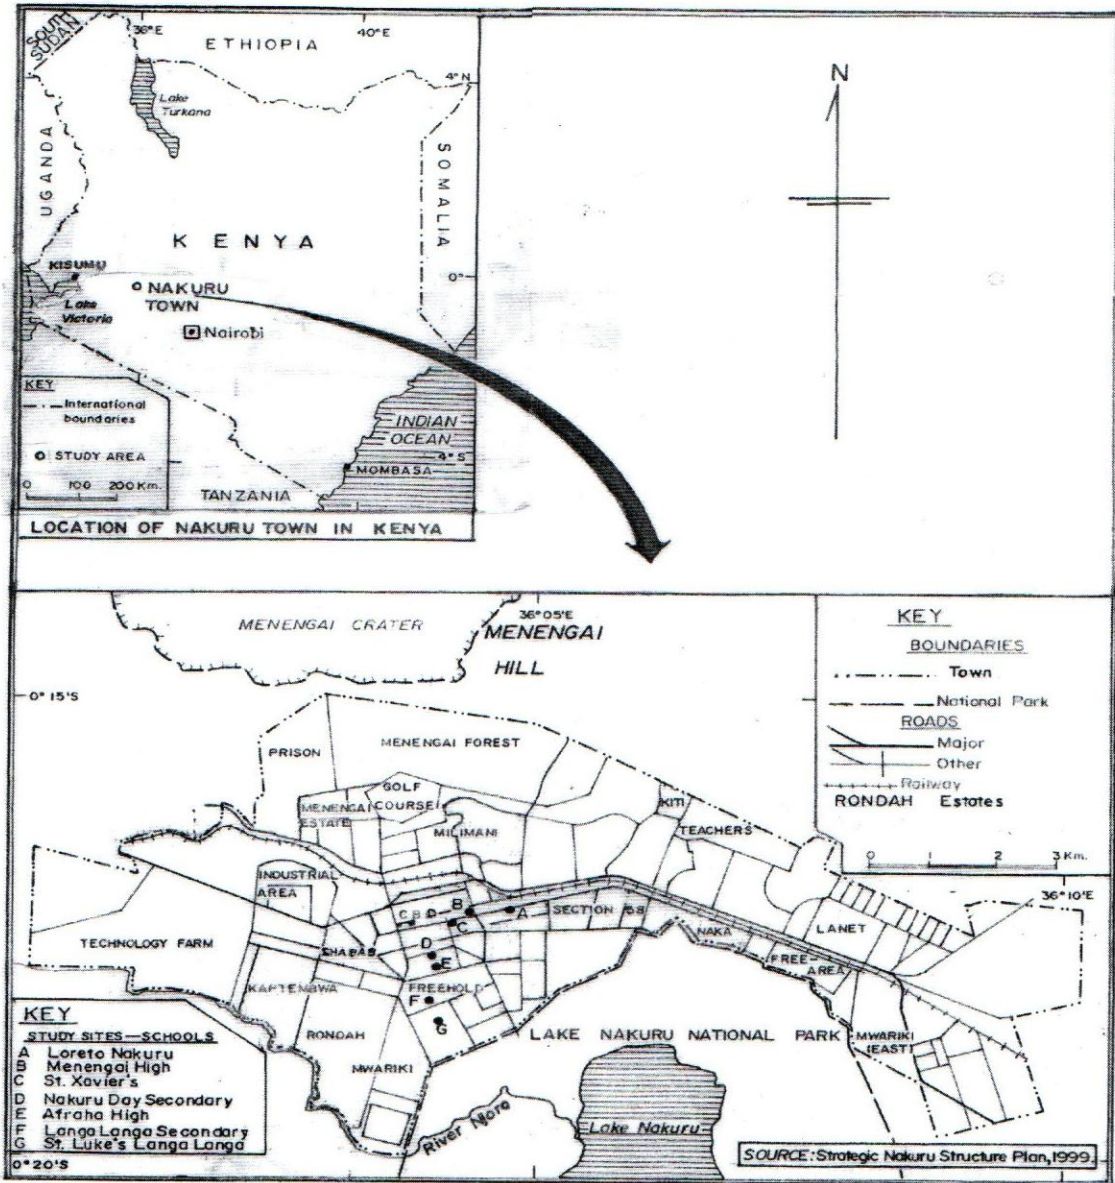 SOUTH
SUDAN
36°E
40°E
ETHIOPIA
4°N
Lake
Turkana
UGANDA
SOMALIA
KENYA
KISUMU
0°
NAKURU
TOWN
Lake
Victoria
Nairobi
KEY
International
boundaries
STUDY AREA
0 100 200 Km.
INDIAN
OCEAN
4°S
MOMBASA
TANZANIA
LOCATION OF NAKURU TOWN IN KENYA
N
36°05'E
MENENGAI CRATER
MENENGAI
HILL
0°15'S
KEY
BOUNDARIES
Town
National Park
ROADS
Major
Other
Railway
RONDAH Estates
0 1 2 3 Km.
PRISON
MENENGAI FOREST
GOLF
COURSE
MENENGAI
ESTATE
MILIMANI
KITI
TEACHERS
INDUSTRIAL
AREA
36°10'E
B
A
SECTION 58
C B D
C
TECHNOLOGY FARM
SHABAB
D
E
NAKA
LANET
FREE-
AREA
KAPTEMBWA
FREEHOLD
F
G
RONDAH
LAKE NAKURU NATIONAL PARK
MWARIKI
(EAST)
MWARIKI
River Njoro
Lake Nakuru
KEY
STUDY SITES—SCHOOLS
A Loreto Nakuru
B Menengai High
C St. Xavier's
D Nakuru Day Secondary
E Afraha High
F Langa Langa Secondary
G St. Luke's Langa Langa
0°20'S
SOURCE: Strategic Nakuru Structure Plan, 1999.